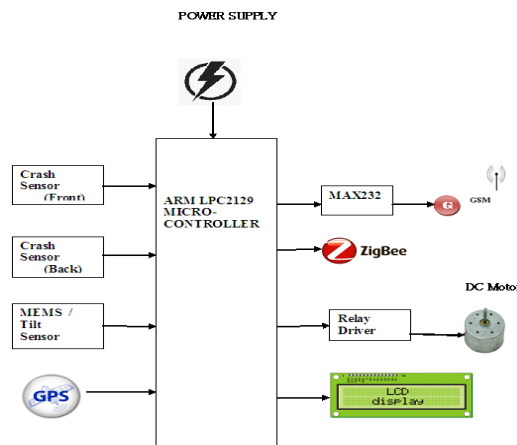 POWER SUPPLY
Crash
Sensor
(Front)
Crash
Sensor
(Back)
MEMS /
Tilt
Sensor
GPS
ARM LPC2129
MICRO-
CONTROLLER
MAX232
G
GSM
ZigBee
DC Motor
Relay
Driver
LCD
display